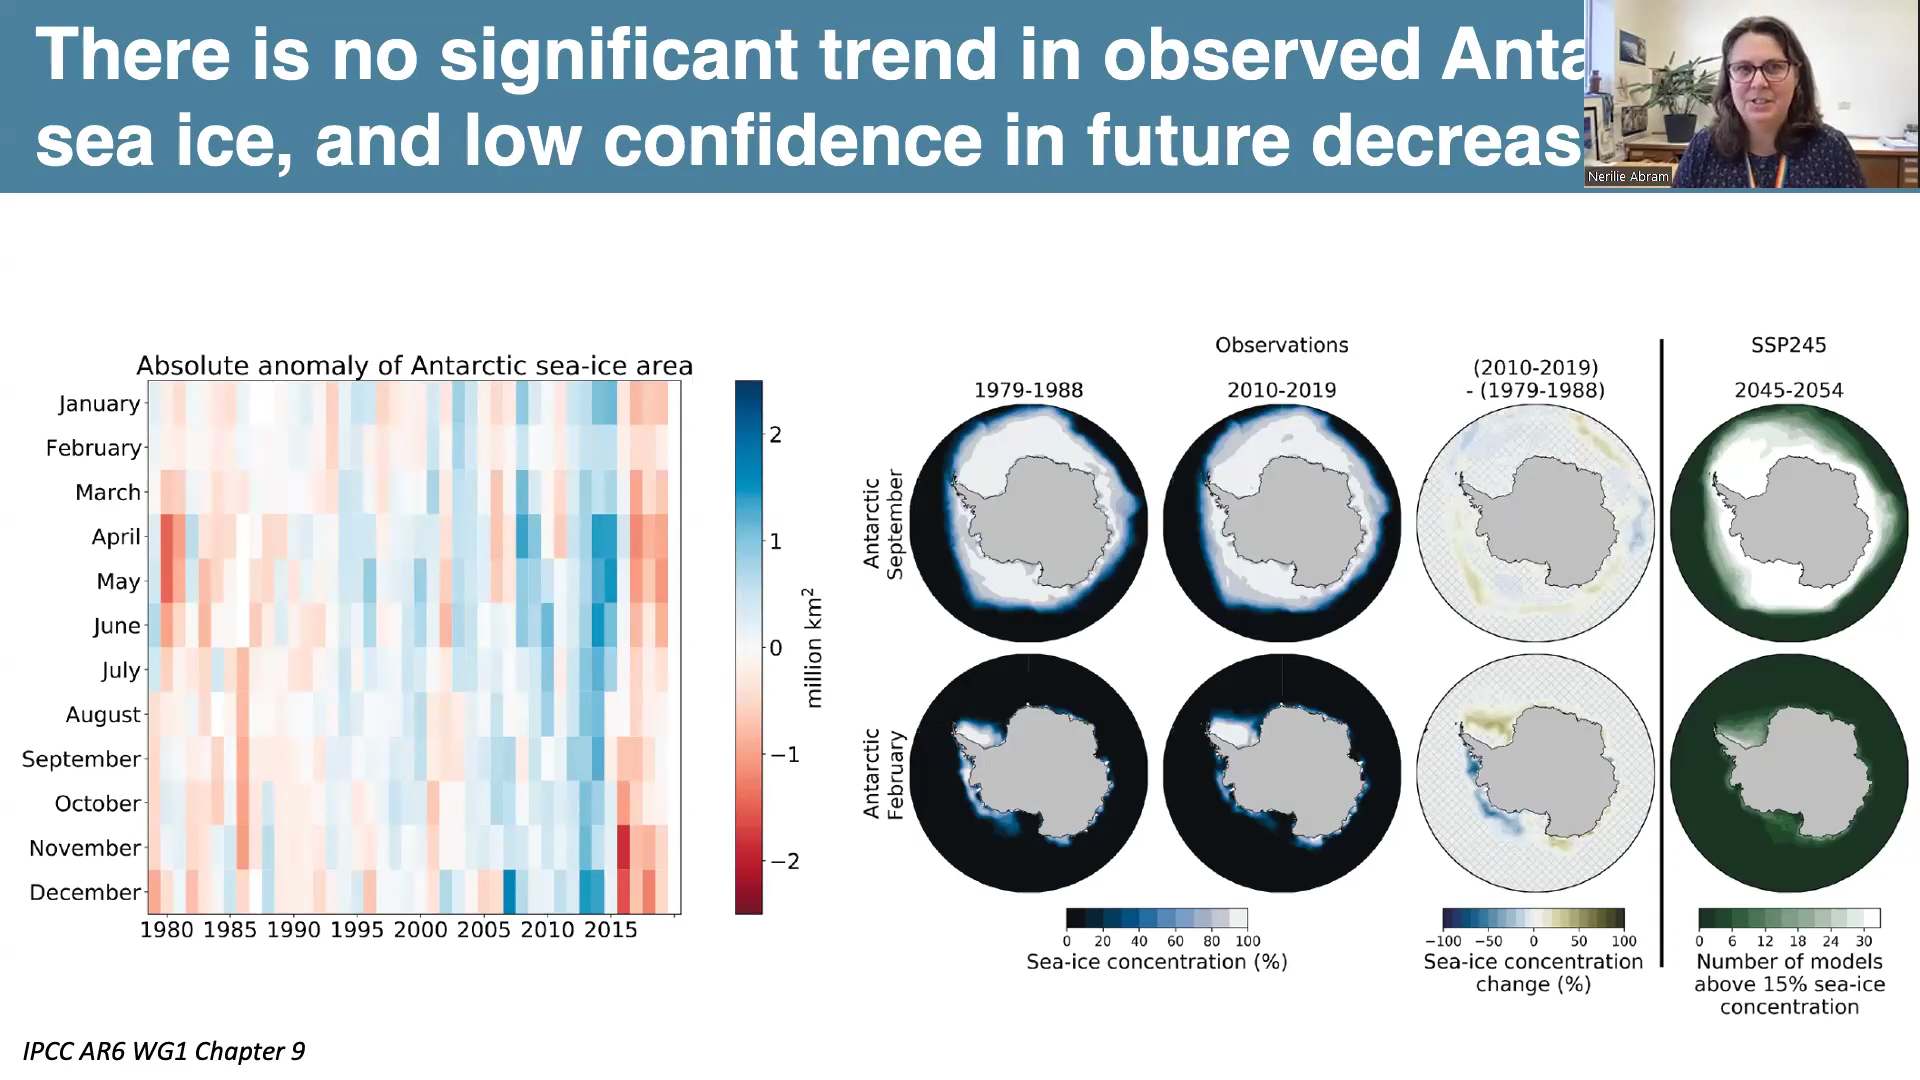 There is no significant trend in observed Anta
sea ice, and low confidence in future decreas
Nerilie Abram
Absolute anomaly of Antarctic sea-ice area
January
February
March
April
May
June
July
August
September
October
November
December
1980 1985 1990 1995 2000 2005 2010 2015
2
1
0
−1
−2
million km²
Observations
SSP245
1979-1988
2010-2019
(2010-2019)
- (1979-1988)
2045-2054
Antarctic
September
Antarctic
February
0 20 40 60 80 100
Sea-ice concentration (%)
−100 −50 0 50 100
Sea-ice concentration
change (%)
0 6 12 18 24 30
Number of models
above 15% sea-ice
concentration
IPCC AR6 WG1 Chapter 9